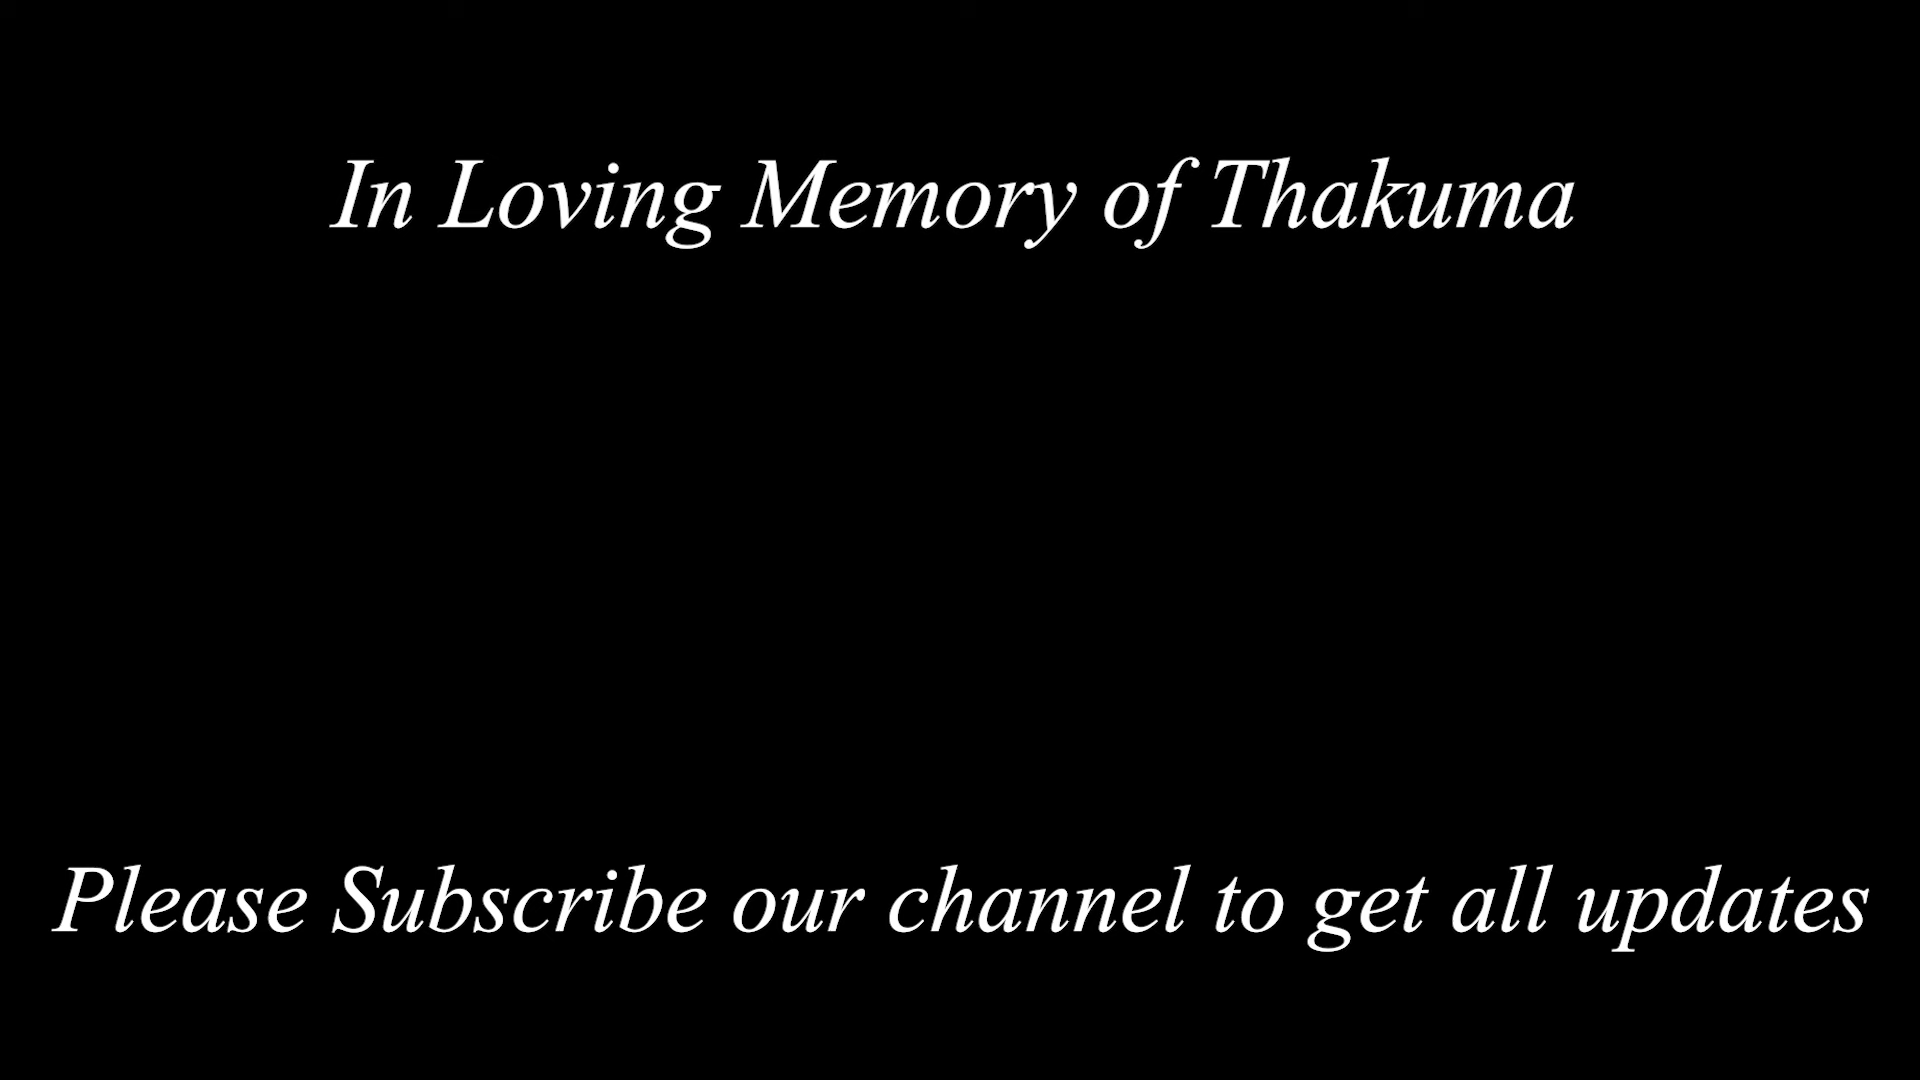 In Loving Memory of Thakuma
Please Subscribe our channel to get all updates